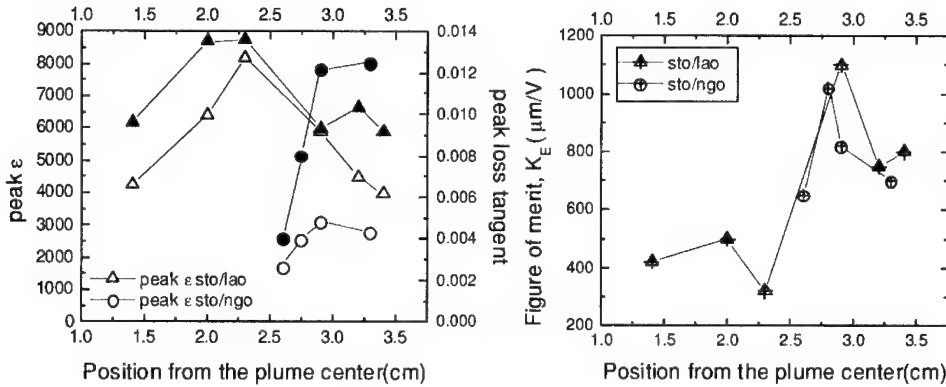 1.0 1.5 2.0 2.5 3.0 3.5
9000
8000
7000
6000
5000
4000
3000
2000
1000
0
peak ε
0.014
0.012
0.010
0.008
0.006
0.004
0.002
0.000
peak loss tangent
peak ε sto/lao
peak ε sto/ngo
1.0 1.5 2.0 2.5 3.0 3.5
Position from the plume center(cm)
1.0 1.5 2.0 2.5 3.0 3.5
1200
1000
800
600
400
200
Figure of merit, K_E (μm/V)
sto/lao
sto/ngo
1.0 1.5 2.0 2.5 3.0 3.5
Position from the plume center(cm)